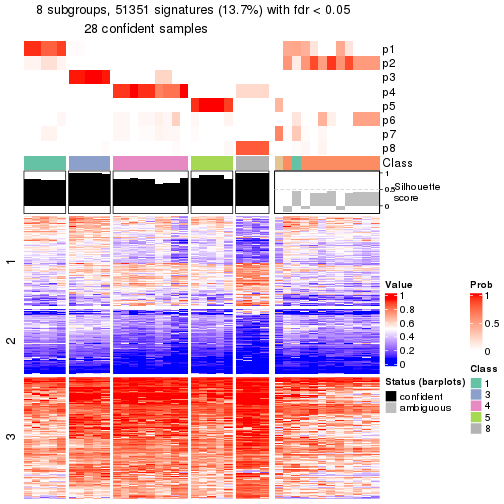 8 subgroups, 51351 signatures (13.7%) with fdr < 0.05
28 confident samples
p1
p2
p3
p4
p5
p6
p7
p8
Class
1
0.5
0
Silhouette
score
1
2
3
Value
1
0.8
0.6
0.4
0.2
0
Prob
1
0.5
0
Status (barplots)
confident
ambiguous
Class
1
3
4
5
8